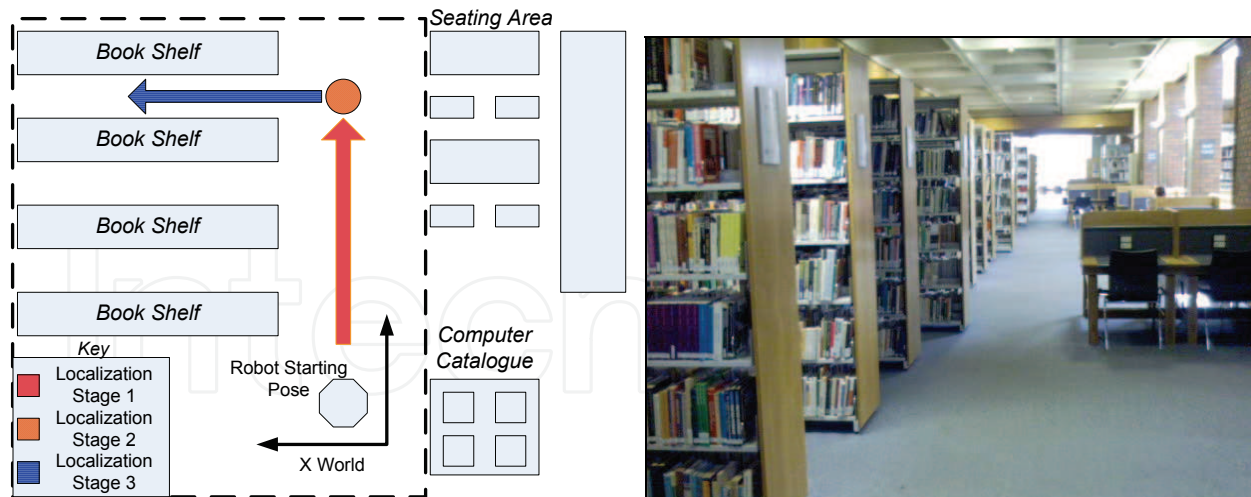 Seating Area
Book Shelf
Book Shelf
Book Shelf
Book Shelf
Key
Localization
Stage 1
Localization
Stage 2
Localization
Stage 3
Robot Starting
Pose
X World
Computer
Catalogue